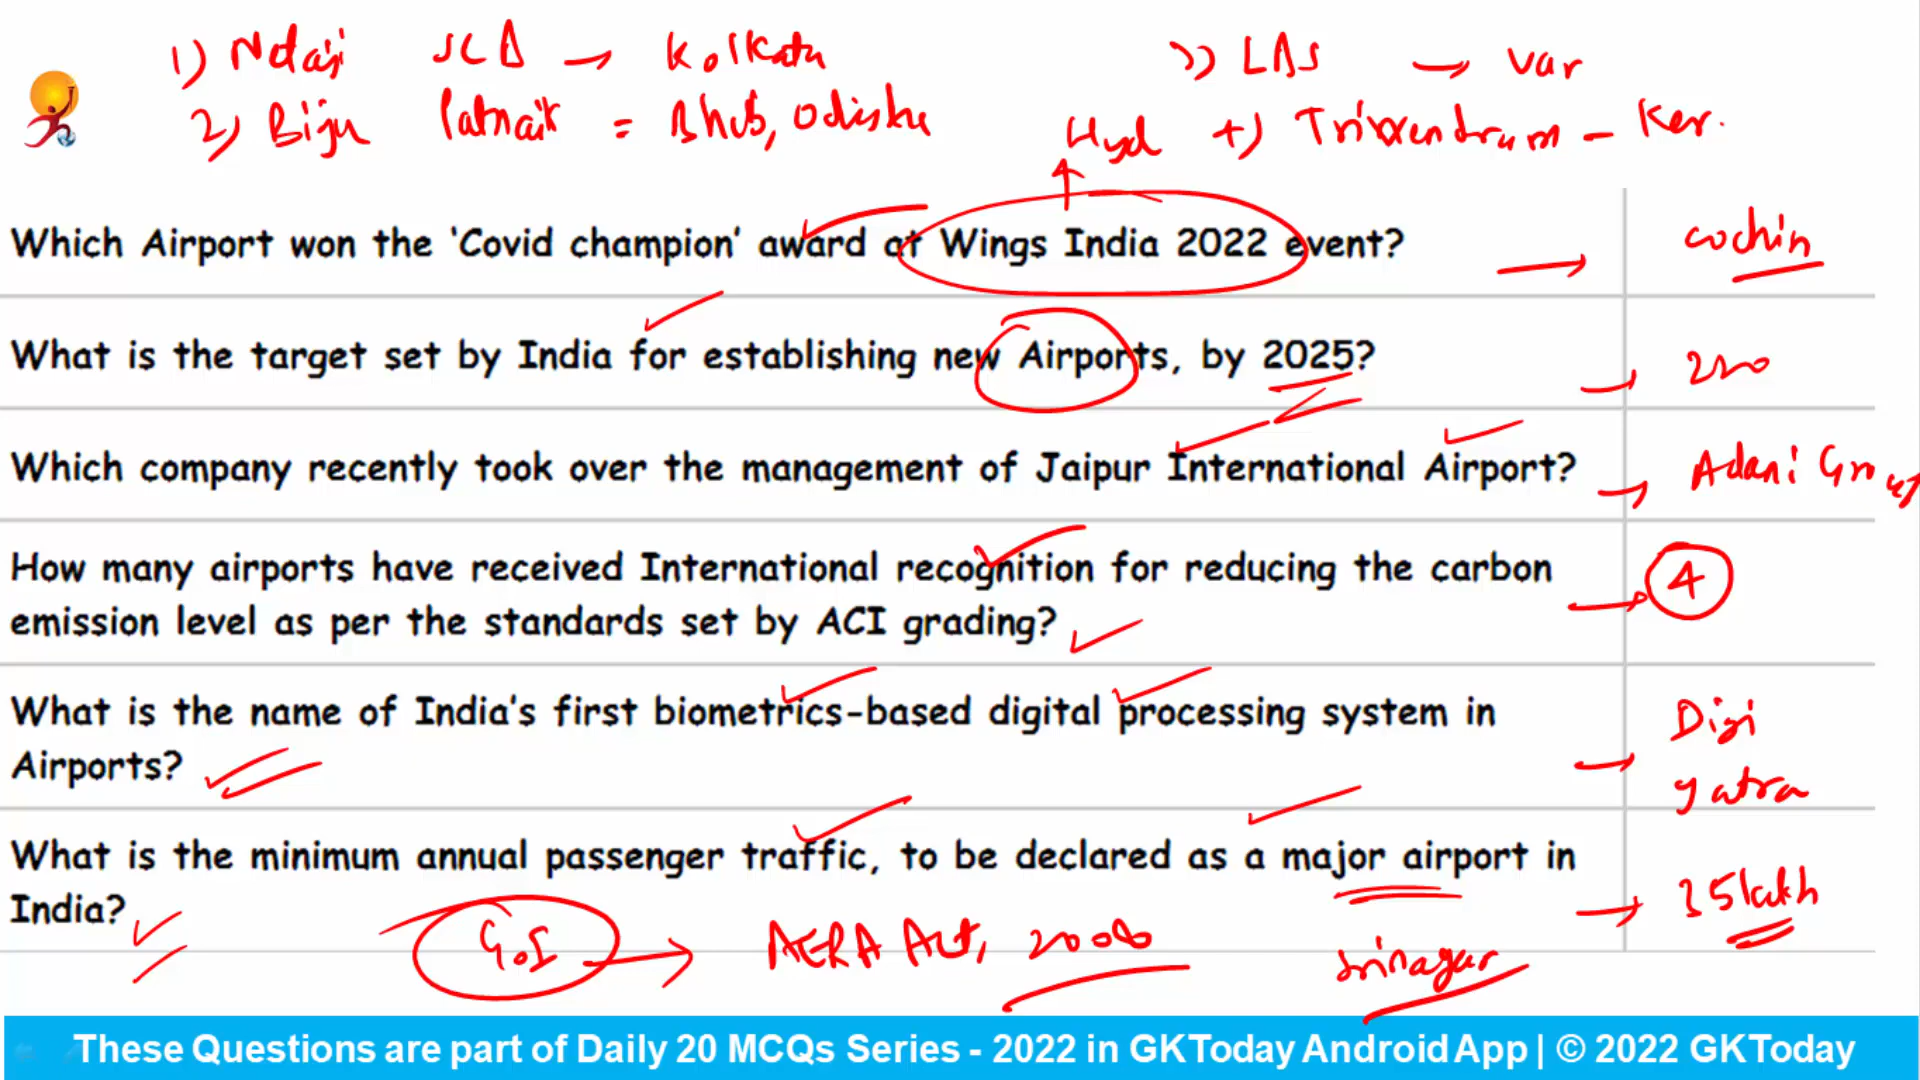 1) Netaji SCB → Kolkata
3) LBS → Var
2) Biju Patnaik = Bhub, Odisha
Hyd
4) Trivendrum - Ker.
Which Airport won the ‘Covid champion’ award at Wings India 2022 event?
cochin
What is the target set by India for establishing new Airports, by 2025?
220
Which company recently took over the management of Jaipur International Airport?
Adani Group
How many airports have received International recognition for reducing the carbon
emission level as per the standards set by ACI grading?
4
What is the name of India's first biometrics-based digital processing system in
Airports?
Digi
yatra
What is the minimum annual passenger traffic, to be declared as a major airport in
India?
35 lakh
GoI → AERA Act, 2008
Srinagar
These Questions are part of Daily 20 MCQs Series - 2022 in GKToday Android App | © 2022 GKToday